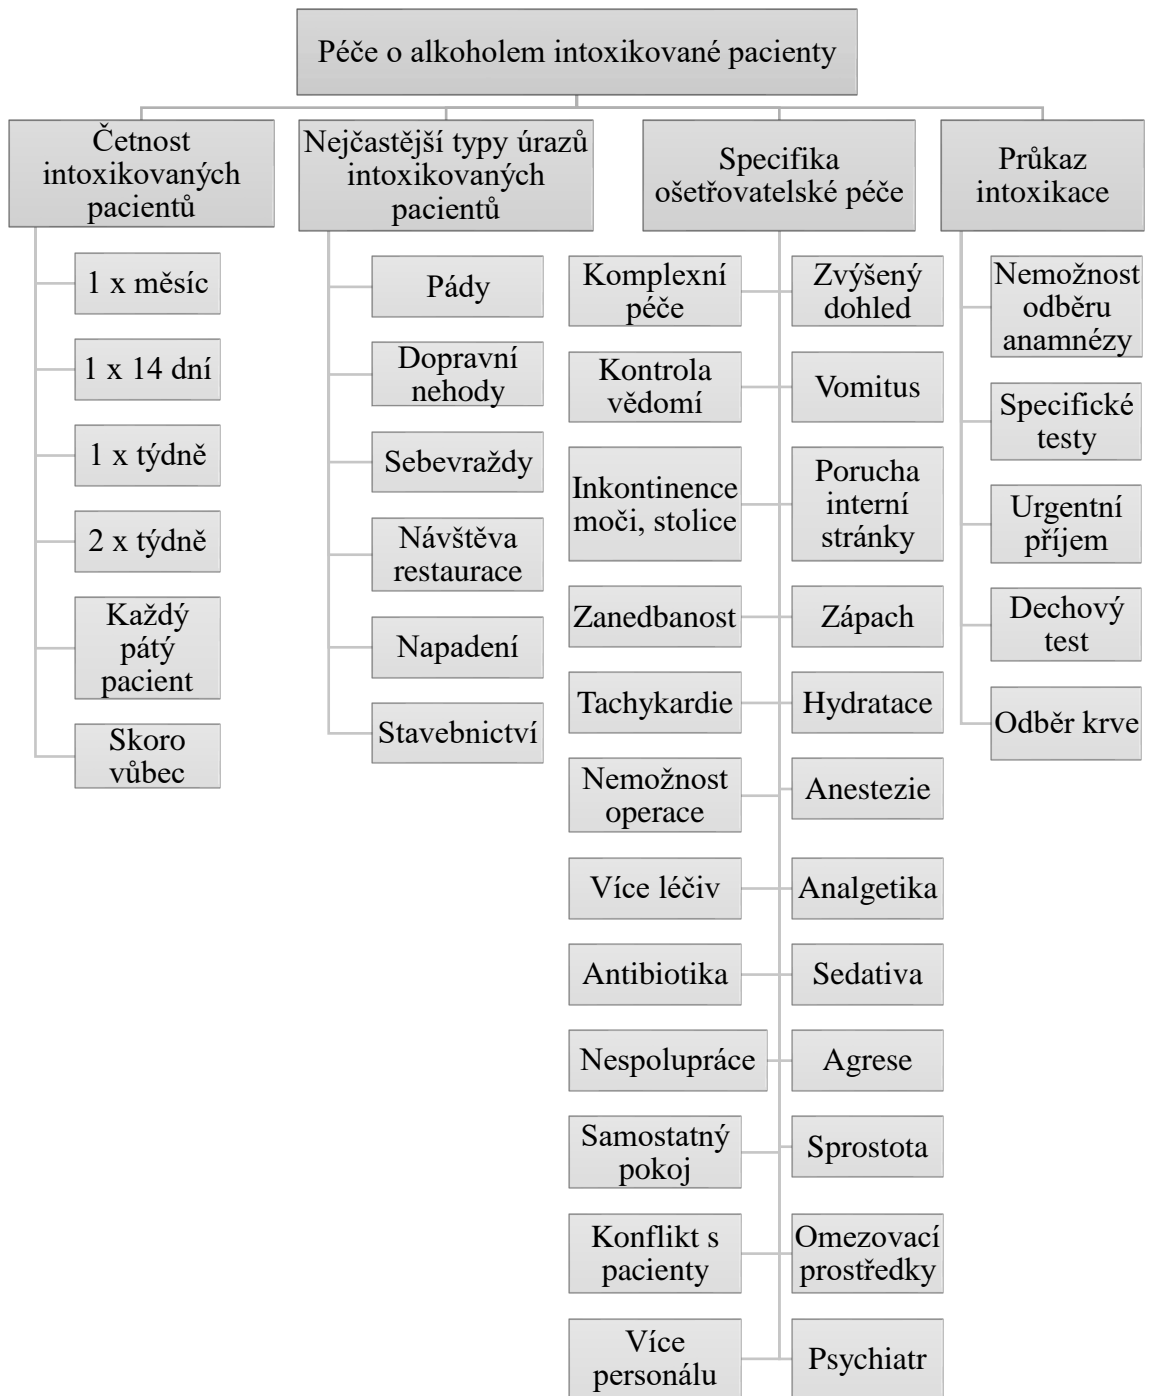 Péče o alkoholem intoxikované pacienty
Četnost
intoxikovaných
pacientů
1 x měsíc
1 x 14 dní
1 x týdně
2 x týdně
Každý
pátý
pacient
Skoro
vůbec
Nejčastější typy úrazů
intoxikovaných
pacientů
Pády
Dopravní
nehody
Sebevraždy
Návštěva
restaurace
Napadení
Stavebnictví
Specifika
ošetřovatelské péče
Komplexní
péče
Zvýšený
dohled
Kontrola
vědomí
Vomitus
Inkontinence
moči, stolice
Porucha
interní
stránky
Zanedbanost
Zápach
Tachykardie
Hydratace
Nemožnost
operace
Anestezie
Více léčiv
Analgetika
Antibiotika
Sedativa
Nespolupráce
Agrese
Samostatný
pokoj
Sprostota
Konflikt s
pacienty
Omezovací
prostředky
Více
personálu
Psychiatr
Průkaz
intoxikace
Nemožnost
odběru
anamnézy
Specifické
testy
Urgentní
příjem
Dechový
test
Odběr krve